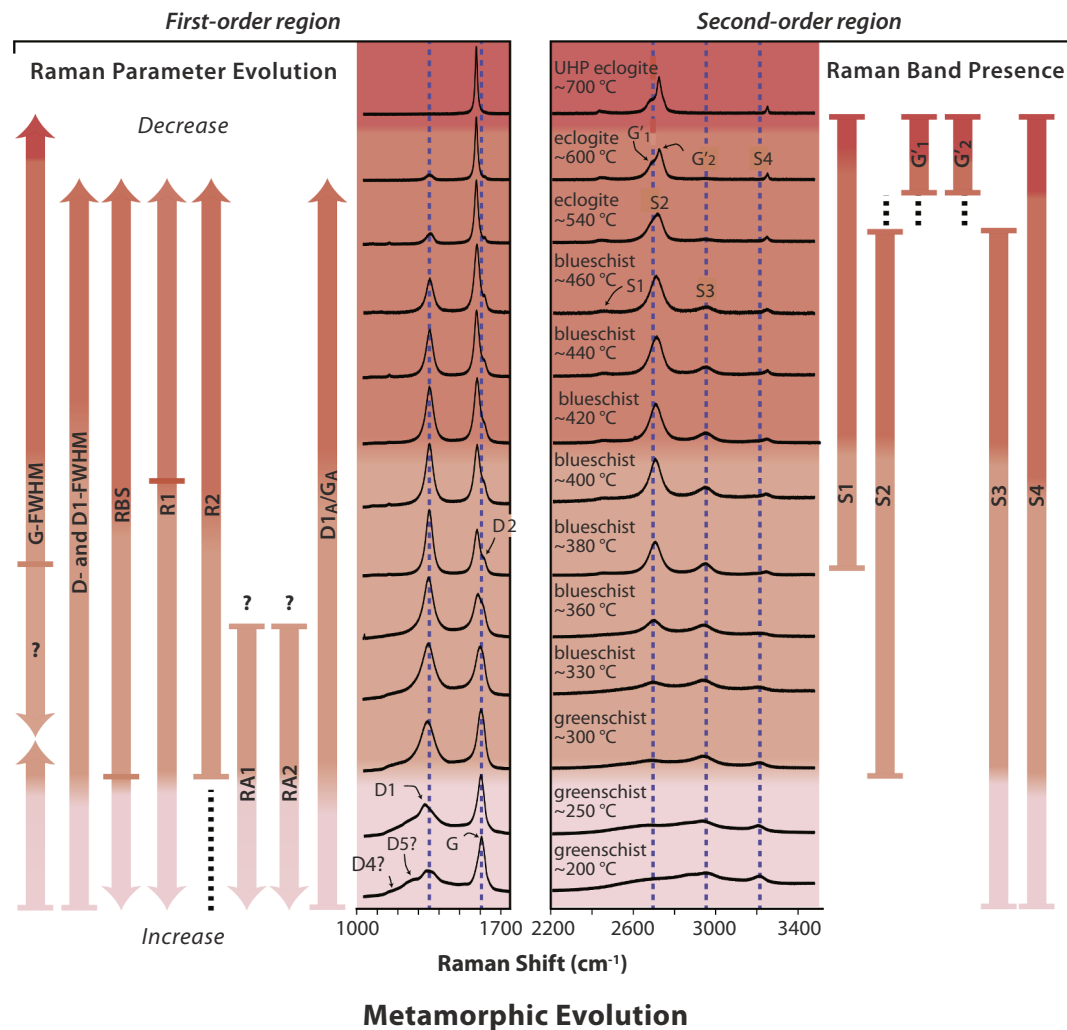 First-order region
Second-order region
Raman Parameter Evolution
Raman Band Presence
Decrease
G-FWHM
?
D- and D1-FWHM
RBS
R1
R2
?
RA1
?
RA2
D1A/GA
Increase
D2
D1
D5?
D4?
G
UHP eclogite
~700 °C
eclogite
~600 °C
eclogite
~540 °C
blueschist
~460 °C
blueschist
~440 °C
blueschist
~420 °C
blueschist
~400 °C
blueschist
~380 °C
blueschist
~360 °C
blueschist
~330 °C
greenschist
~300 °C
greenschist
~250 °C
greenschist
~200 °C
G'1
G'2
S4
S2
S1
S3
S1
S2
G'1
G'2
S3
S4
1000 1700 2200 2600 3000 3400
Raman Shift (cm-1)
Metamorphic Evolution